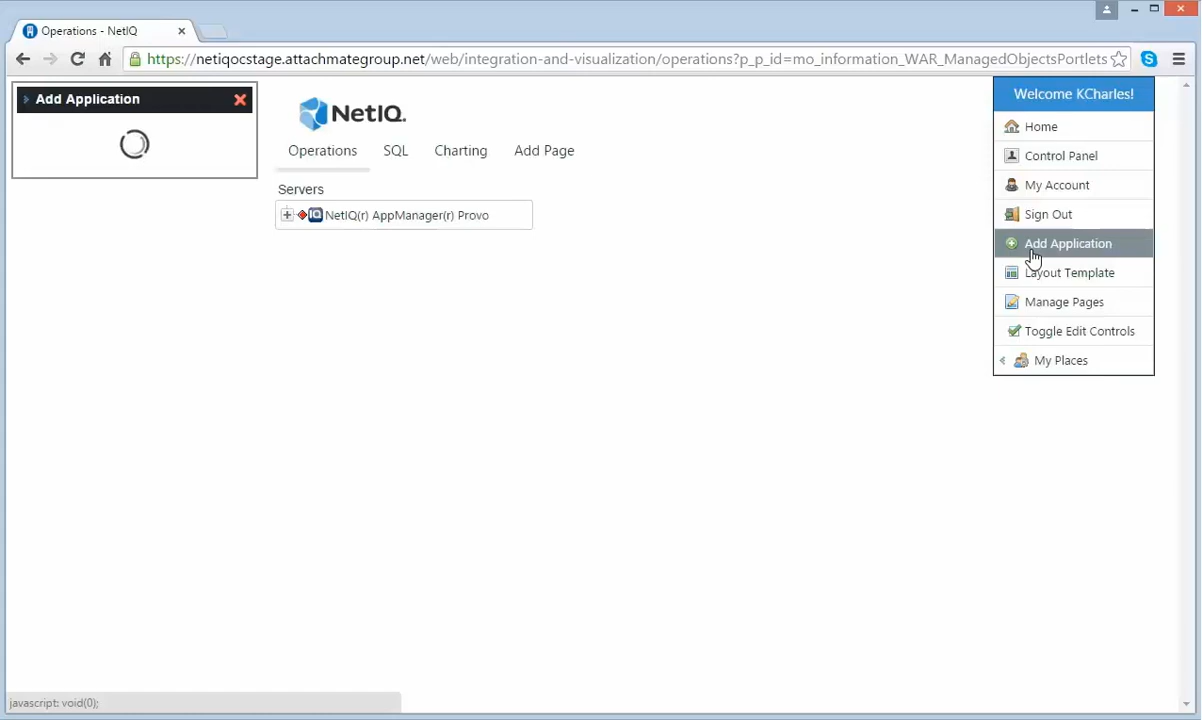 Operations - NetIQ
https://netiqocstage.attachmategroup.net/web/integration-and-visualization/operations?p_p_id=mo_information_WAR_ManagedObjectsPortlets
Add Application
NetIQ.
Operations SQL Charting Add Page
Servers
NetIQ(r) AppManager(r) Provo
Welcome KCharles!
Home
Control Panel
My Account
Sign Out
Add Application
Layout Template
Manage Pages
Toggle Edit Controls
My Places
javascript: void(0);